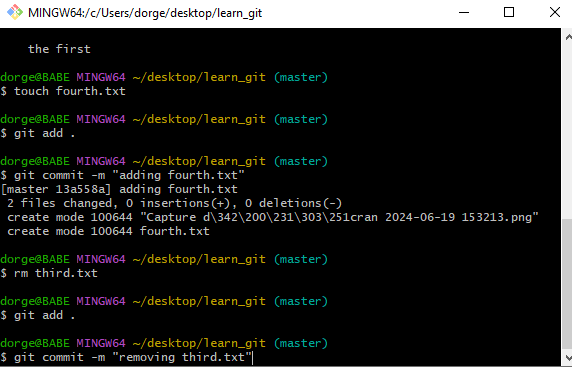 MINGW64:/c/Users/dorge/desktop/learn_git
the first
dorge@BABE MINGW64 ~/desktop/learn_git (master)
$ touch fourth.txt
dorge@BABE MINGW64 ~/desktop/learn_git (master)
$ git add .
dorge@BABE MINGW64 ~/desktop/learn_git (master)
$ git commit -m "adding fourth.txt"
[master 13a558a] adding fourth.txt
2 files changed, 0 insertions(+), 0 deletions(-)
create mode 100644 "Capture d\342\200\231\303\251cran 2024-06-19 153213.png"
create mode 100644 fourth.txt
dorge@BABE MINGW64 ~/desktop/learn_git (master)
$ rm third.txt
dorge@BABE MINGW64 ~/desktop/learn_git (master)
$ git add .
dorge@BABE MINGW64 ~/desktop/learn_git (master)
$ git commit -m "removing third.txt"